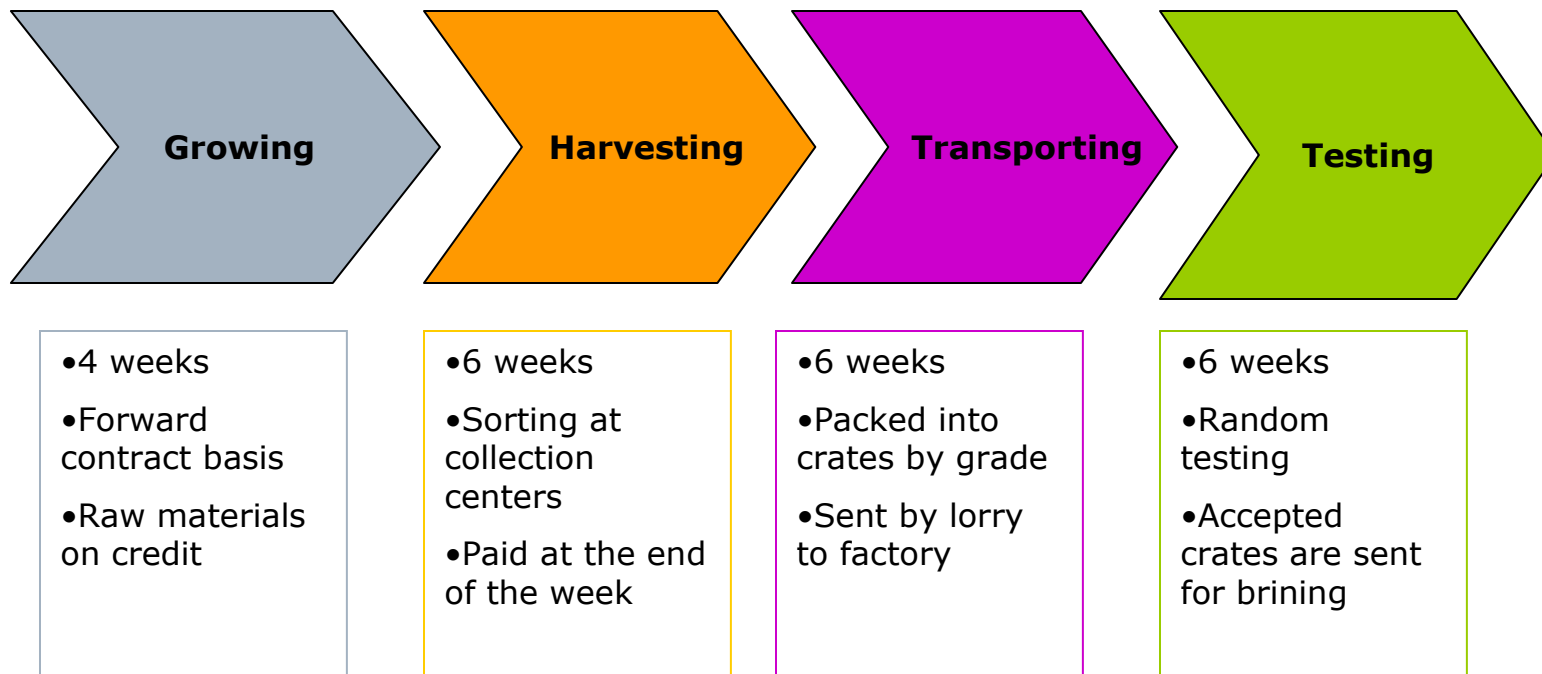 Growing
Harvesting
Transporting
Testing
•4 weeks
•Forward
contract basis
•Raw materials
on credit
•6 weeks
•Sorting at
collection
centers
•Paid at the end
of the week
•6 weeks
•Packed into
crates by grade
•Sent by lorry
to factory
•6 weeks
•Random
testing
•Accepted
crates are sent
for brining